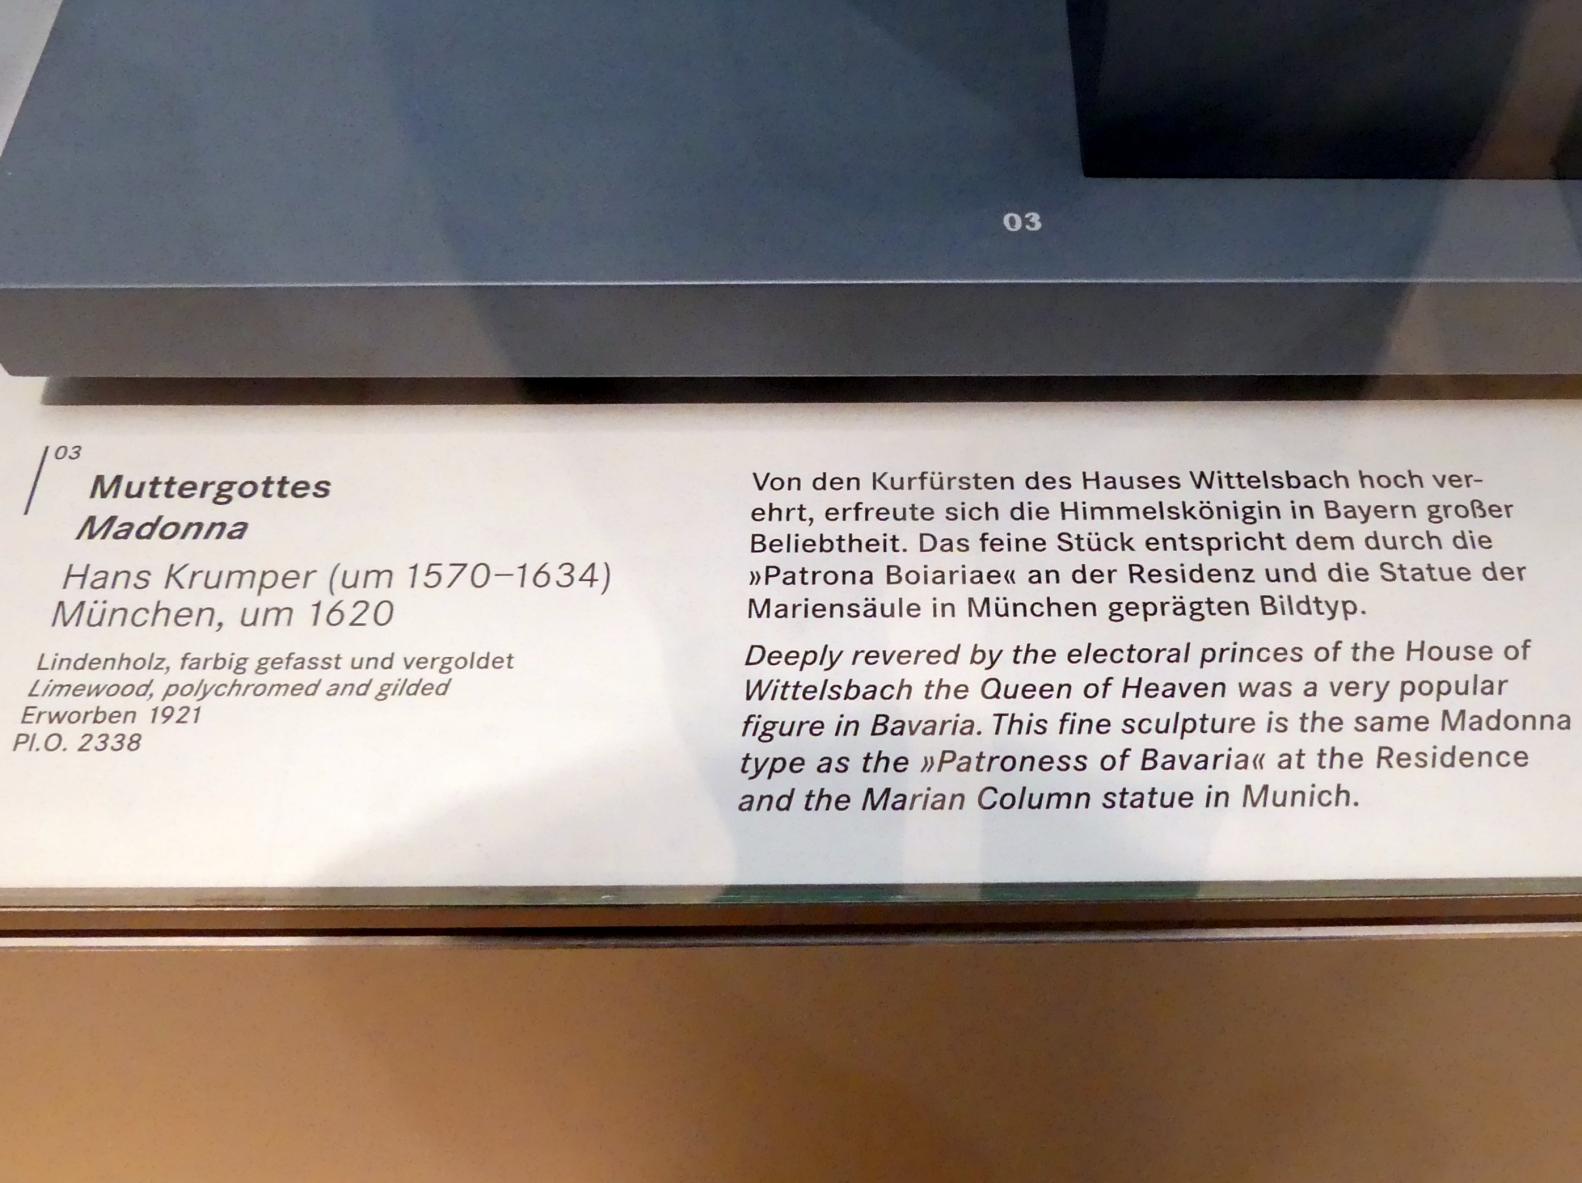 03
03
Muttergottes
Madonna
Hans Krumper (um 1570–1634)
München, um 1620
Lindenholz, farbig gefasst und vergoldet
Limewood, polychromed and gilded
Erworben 1921
Pl.O. 2338
Von den Kurfürsten des Hauses Wittelsbach hoch ver-
ehrt, erfreute sich die Himmelskönigin in Bayern großer
Beliebtheit. Das feine Stück entspricht dem durch die
»Patrona Boiariae« an der Residenz und die Statue der
Mariensäule in München geprägten Bildtyp.
Deeply revered by the electoral princes of the House of
Wittelsbach the Queen of Heaven was a very popular
figure in Bavaria. This fine sculpture is the same Madonna
type as the »Patroness of Bavaria« at the Residence
and the Marian Column statue in Munich.